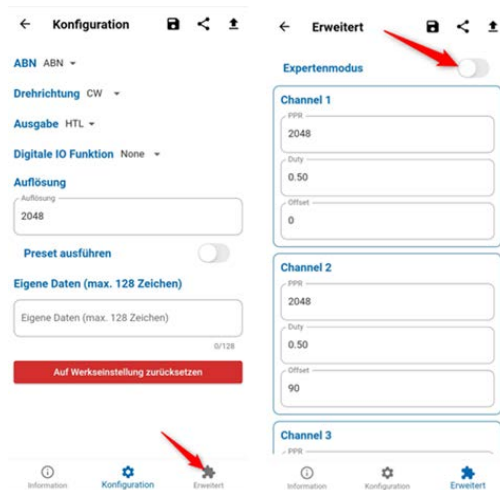 Konfiguration
ABN ABN
Drehrichtung CW
Ausgabe HTL
Digitale IO Funktion None
Auflösung
Auflösung
2048
Preset ausführen
Eigene Daten (max. 128 Zeichen)
Eigene Daten (max. 128 Zeichen)
0/128
Auf Werkseinstellung zurücksetzen
Information
Konfiguration
Erweitert
Erweitert
Expertenmodus
Channel 1
PPR
2048
Duty
0.50
Offset
0
Channel 2
PPR
2048
Duty
0.50
Offset
90
Channel 3
PPR
Information
Konfiguration
Erweitert